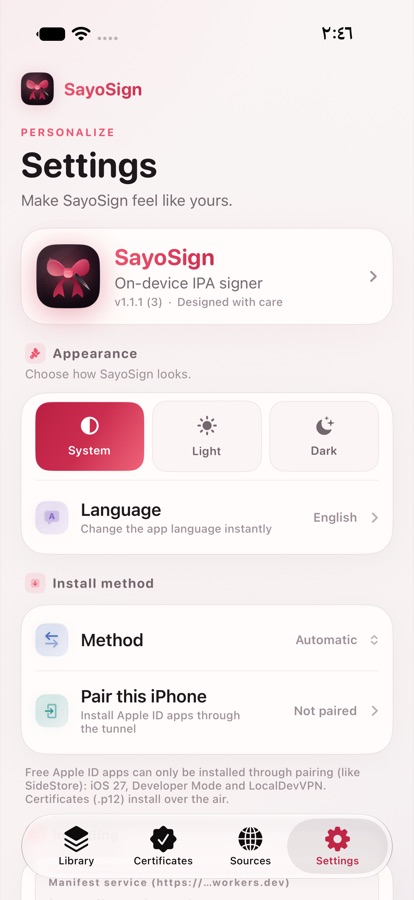 ٢:٤٦
SayoSign
PERSONALIZE
Settings
Make SayoSign feel like yours.
SayoSign
On-device IPA signer
v1.1.1 (3) · Designed with care
Appearance
Choose how SayoSign looks.
System
Light
Dark
Language
Change the app language instantly
English
Install method
Method
Automatic
Pair this iPhone
Install Apple ID apps through
the tunnel
Not paired
Free Apple ID apps can only be installed through pairing (like
SideStore): iOS 27, Developer Mode and LocalDevVPN.
Certificates (.p12) install over the air.
Library
Certificates
Sources
Settings
Manifest service (https://…workers.dev)